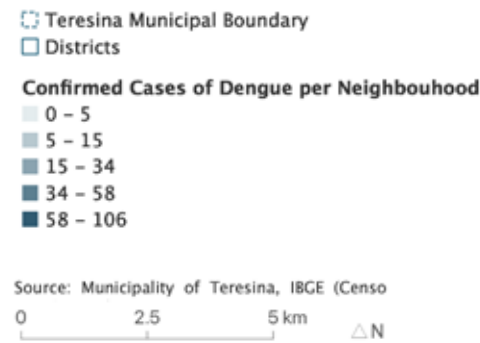 Teresina Municipal Boundary
Districts
Confirmed Cases of Dengue per Neighbouhood
0 – 5
5 – 15
15 – 34
34 – 58
58 – 106
Source: Municipality of Teresina, IBGE (Censo
0 2.5 5 km
N